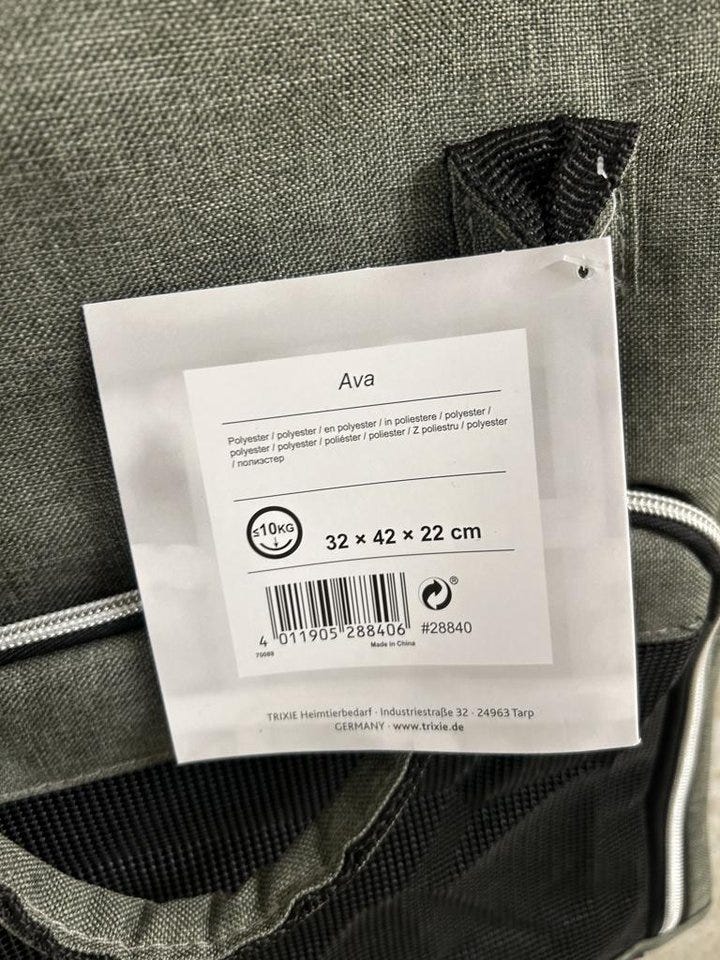 Ava
Polyester / polyester / en polyester / in poliestere / polyester /
polyester / polyester / poliéster / poliester / Z poliestru / polyester
/ полиэстер
≤10KG
32 × 42 × 22 cm
4 011905 288406
®
#28840
75089
Made in China
TRIXIE Heimtierbedarf · Industriestraße 32 · 24963 Tarp
GERMANY · www.trixie.de